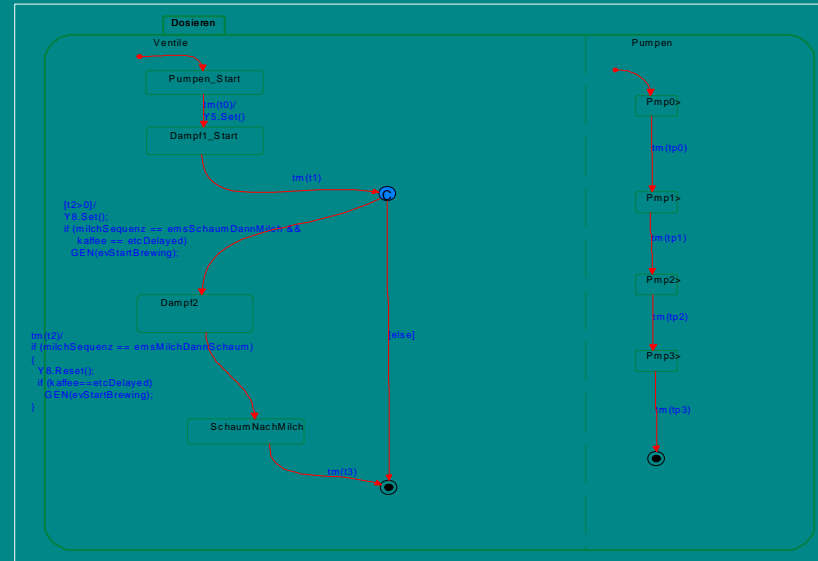 Dosieren
Ventile
Pumpen_Start
tm(t0)/
Y5.Set()
Dampf1_Start
tm(t1)
C
[t2>0]/
Y8.Set();
if (milchSequenz == emsSchaumDannMilch &&
kaffee == etcDelayed)
GEN(evStartBrewing);
Dampf2
[else]
tm(t2)/
if (milchSequenz == emsMilchDannSchaum)
{
Y8.Reset();
if (kaffee==etcDelayed)
GEN(evStartBrewing);
}
SchaumNachMilch
tm(t3)
Pumpen
Pmp0>
tm(tp0)
Pmp1>
tm(tp1)
Pmp2>
tm(tp2)
Pmp3>
tm(tp3)